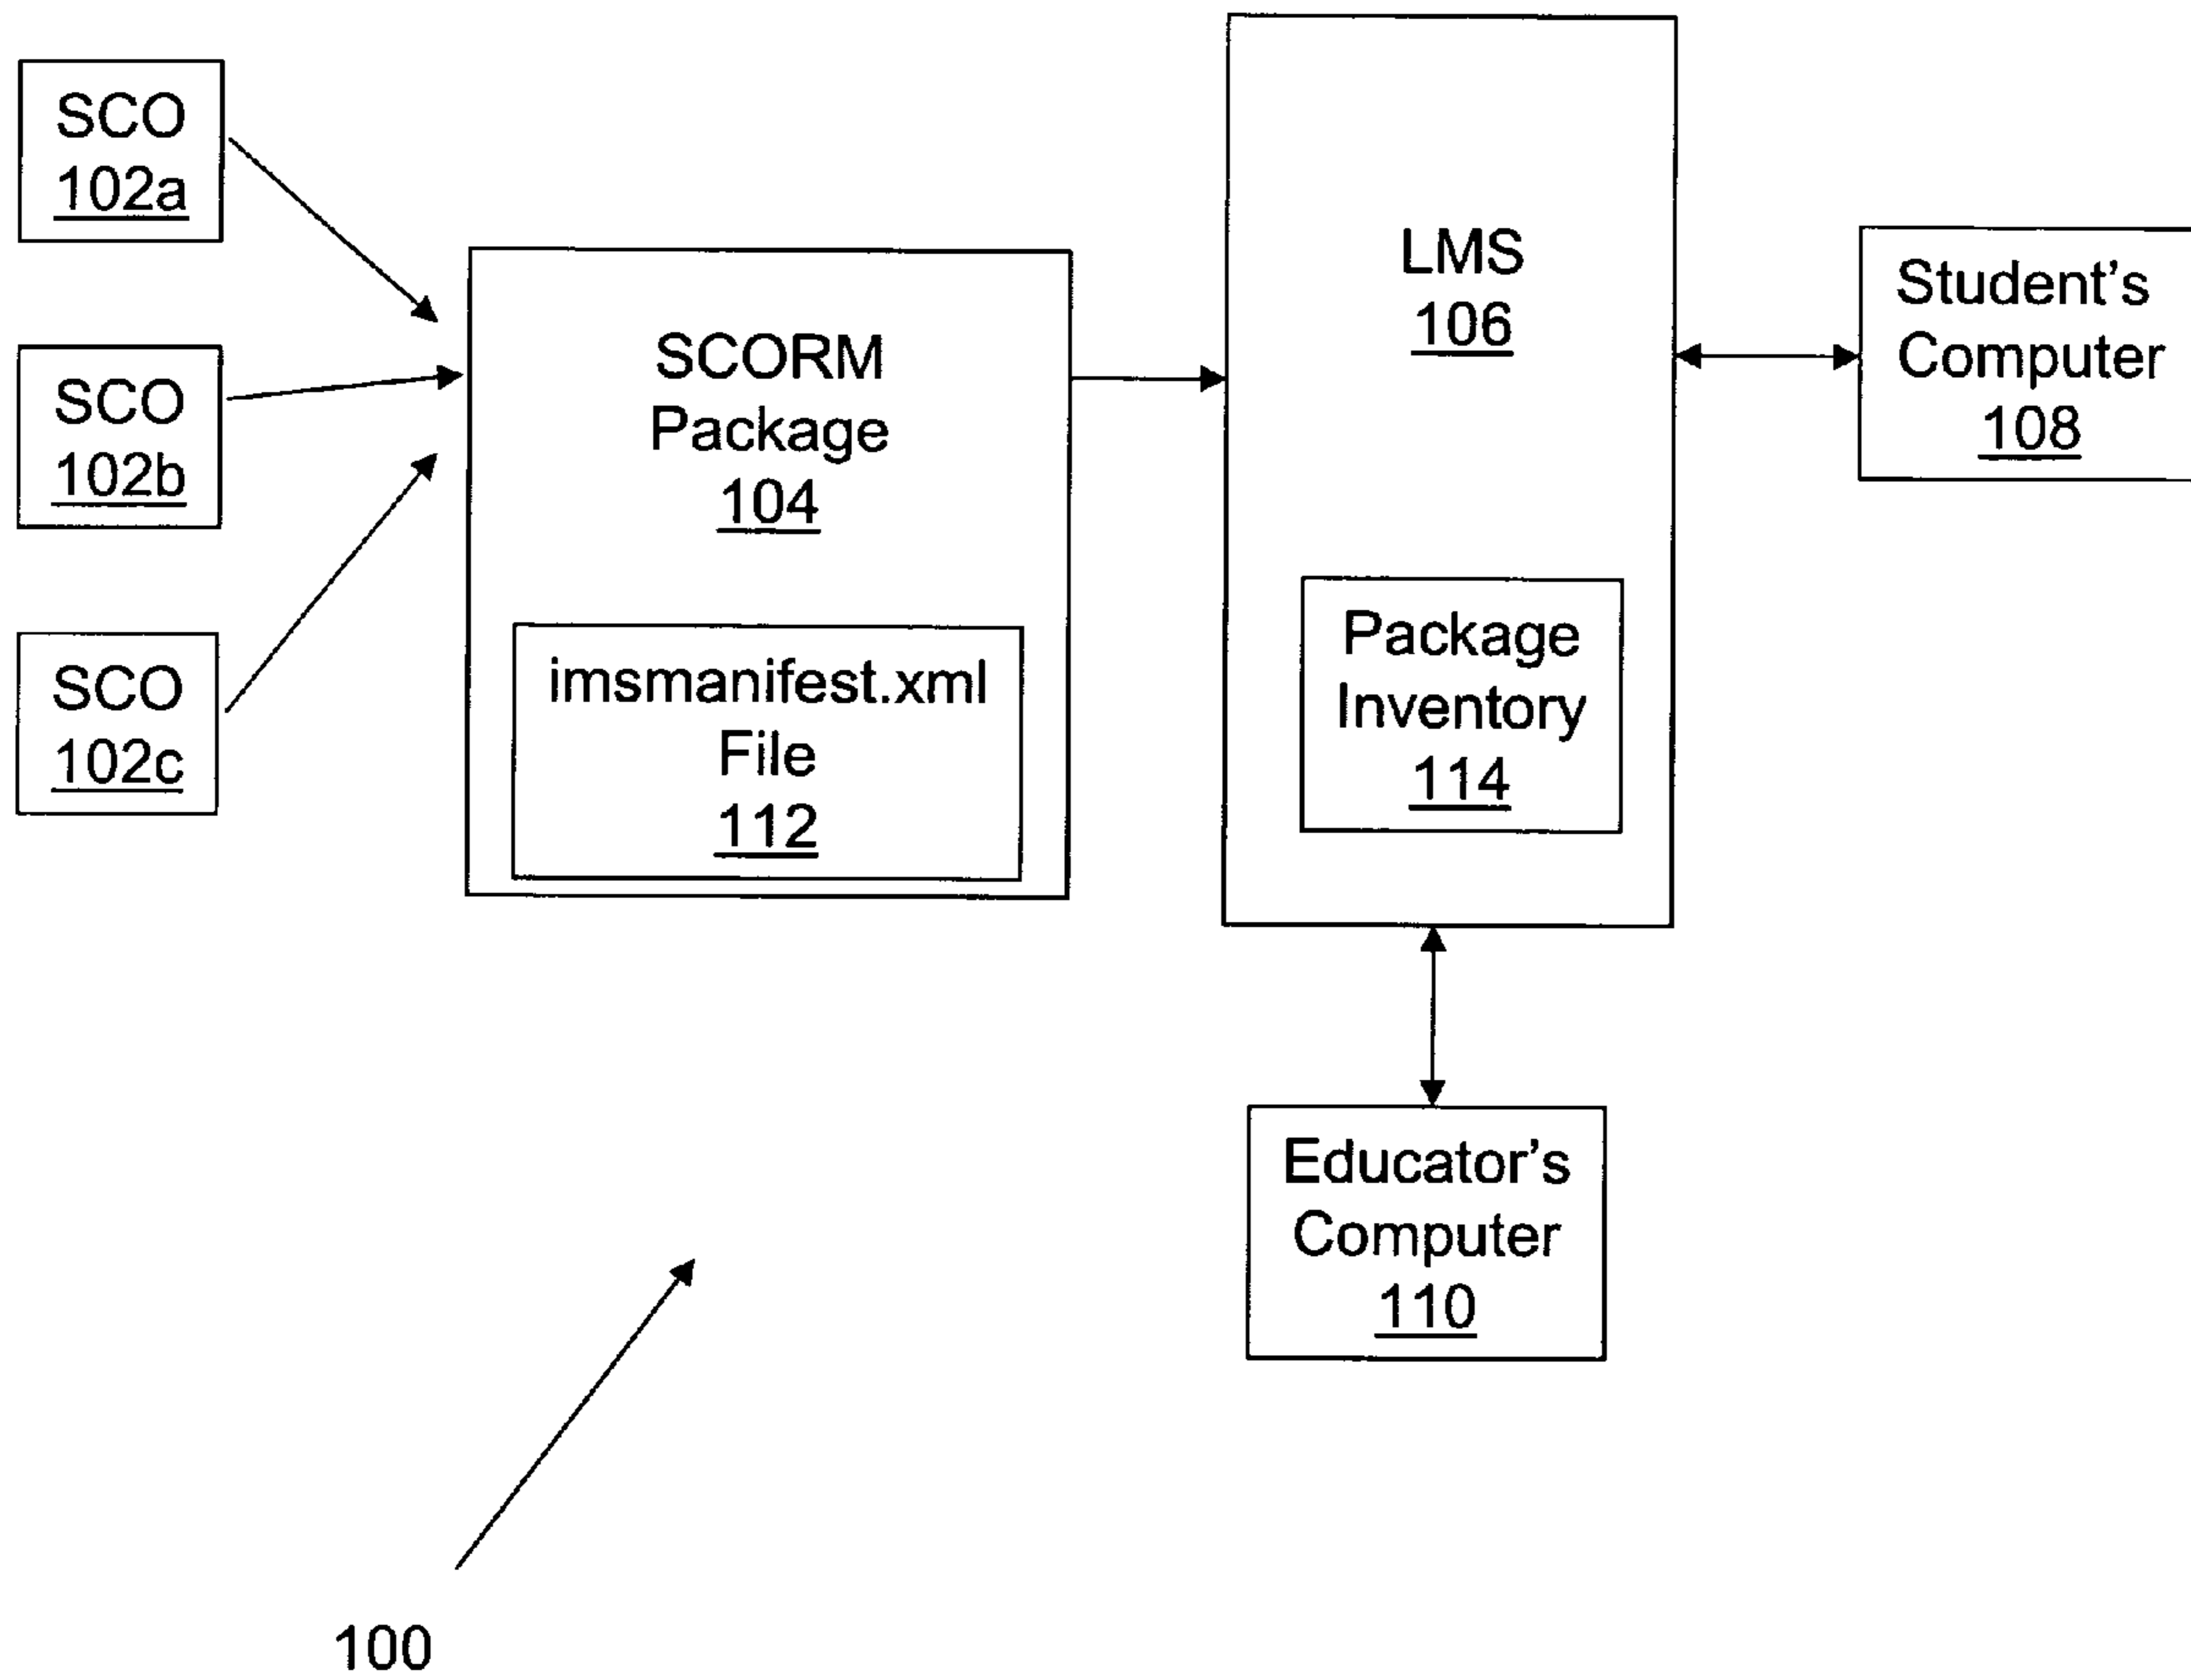 SCO
102a
SCO
102b
SCO
102c
SCORM
Package
104
imsmanifest.xml
File
112
LMS
106
Package
Inventory
114
Student's
Computer
108
Educator's
Computer
110
100